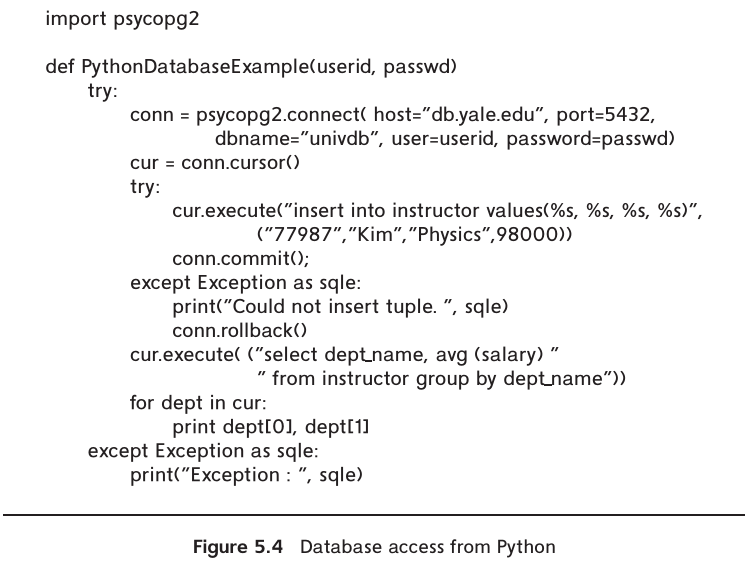 import psycopg2
def PythonDatabaseExample(userid, passwd)
try:
conn = psycopg2.connect( host=”db.yale.edu”, port=5432,
dbname=”univdb”, user=userid, password=passwd)
cur = conn.cursor()
try:
cur.execute(”insert into instructor values(%s, %s, %s, %s)”,
(”77987”,”Kim”,”Physics”,98000))
conn.commit();
except Exception as sqle:
print(”Could not insert tuple. ”, sqle)
conn.rollback()
cur.execute( (”select dept_name, avg (salary) ”
” from instructor group by dept_name”))
for dept in cur:
print dept[0], dept[1]
except Exception as sqle:
print(”Exception : ”, sqle)
Figure 5.4 Database access from Python